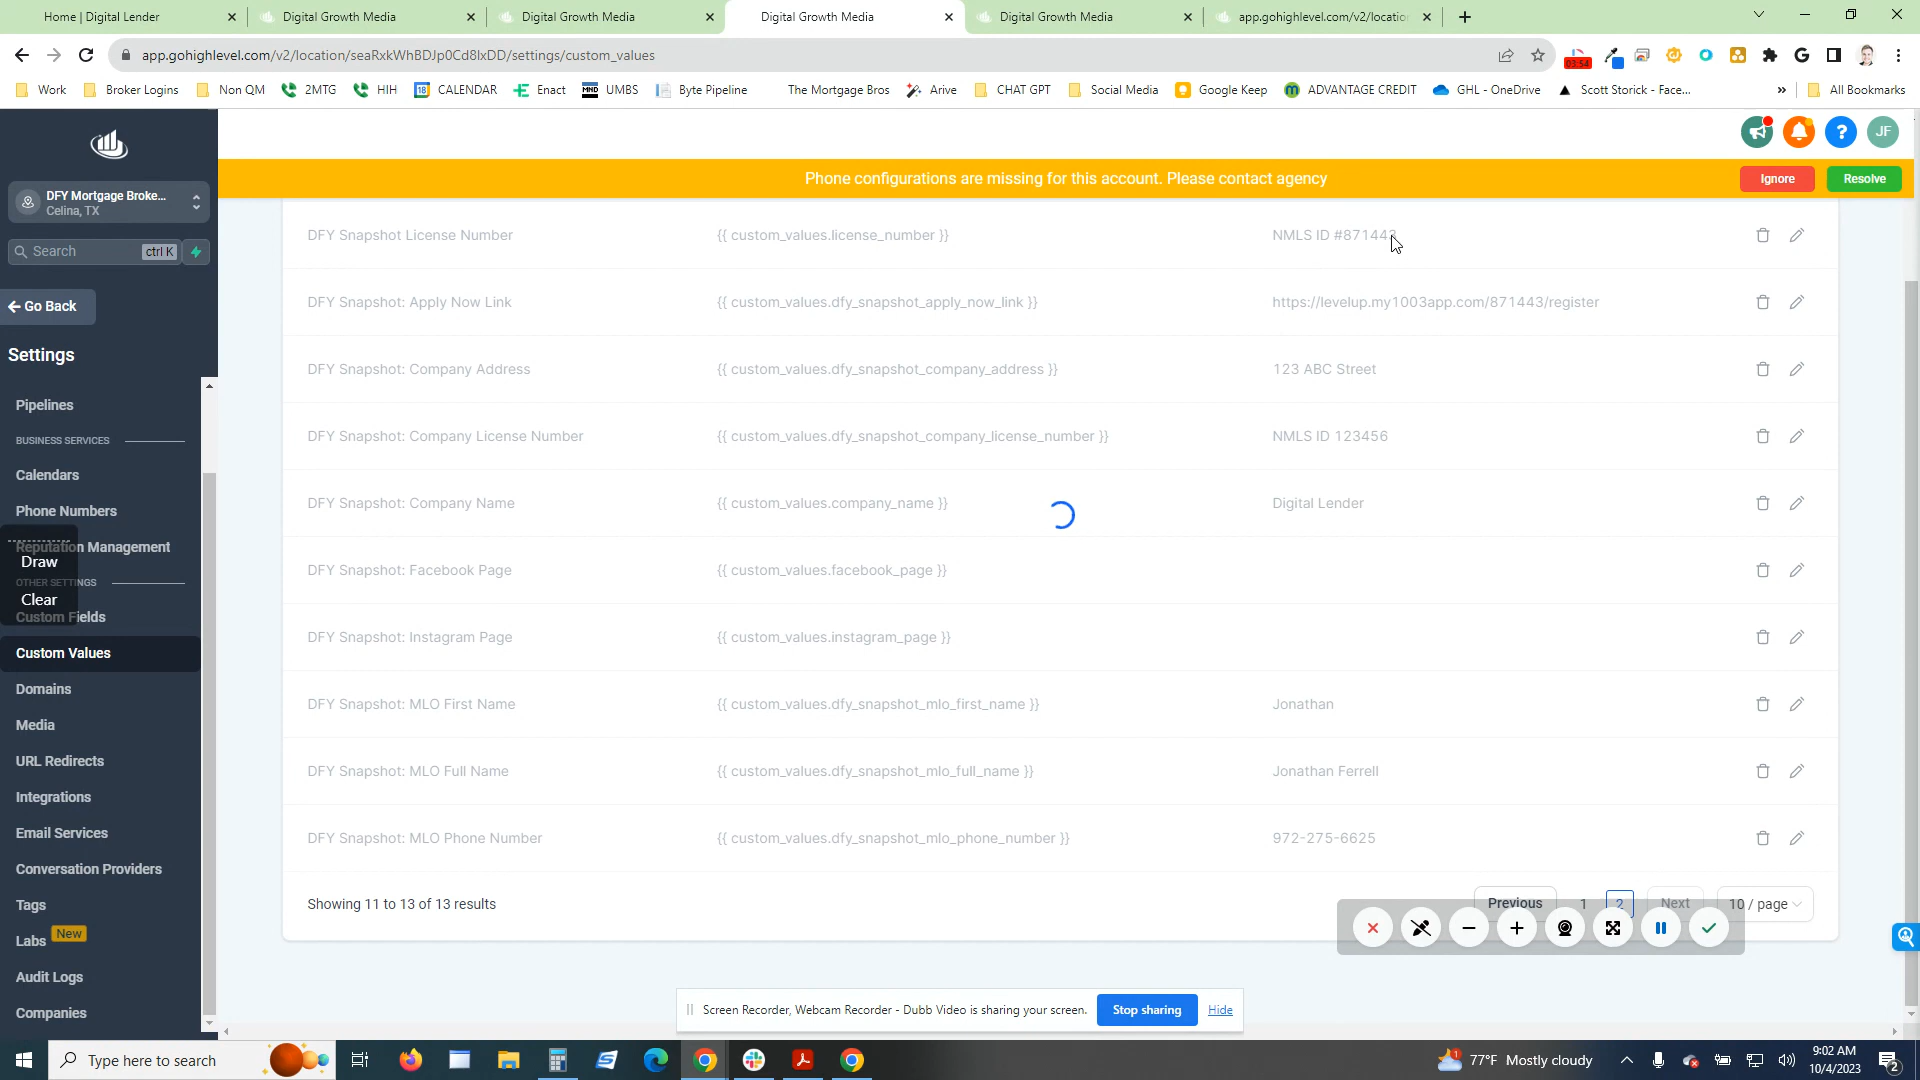 Home | Digital Lender
Digital Growth Media
Digital Growth Media
Digital Growth Media
Digital Growth Media
app.gohighlevel.com/v2/locatio
app.gohighlevel.com/v2/location/seaRxkWhBDJp0Cd8lxDD/settings/custom_values
03:54
Work
Broker Logins
Non QM
2MTG
HIH
18
CALENDAR
Enact
MND
UMBS
Byte Pipeline
The Mortgage Bros
Arive
CHAT GPT
Social Media
Google Keep
ADVANTAGE CREDIT
GHL - OneDrive
Scott Storick - Face...
»
All Bookmarks
JF
Phone configurations are missing for this account. Please contact agency
Ignore
Resolve
DFY Mortgage Broke...
Celina, TX
Search
ctrl K
Go Back
Settings
Pipelines
BUSINESS SERVICES
Calendars
Phone Numbers
Reputation Management
Draw
OTHER SETTINGS
Clear
Custom Fields
Custom Values
Domains
Media
URL Redirects
Integrations
Email Services
Conversation Providers
Tags
Labs New
Audit Logs
Companies
DFY Snapshot License Number {{ custom_values.license_number }} NMLS ID #871443
DFY Snapshot: Apply Now Link {{ custom_values.dfy_snapshot_apply_now_link }} https://levelup.my1003app.com/871443/register
DFY Snapshot: Company Address {{ custom_values.dfy_snapshot_company_address }} 123 ABC Street
DFY Snapshot: Company License Number {{ custom_values.dfy_snapshot_company_license_number }} NMLS ID 123456
DFY Snapshot: Company Name {{ custom_values.company_name }} Digital Lender
DFY Snapshot: Facebook Page {{ custom_values.facebook_page }}
DFY Snapshot: Instagram Page {{ custom_values.instagram_page }}
DFY Snapshot: MLO First Name {{ custom_values.dfy_snapshot_mlo_first_name }} Jonathan
DFY Snapshot: MLO Full Name {{ custom_values.dfy_snapshot_mlo_full_name }} Jonathan Ferrell
DFY Snapshot: MLO Phone Number {{ custom_values.dfy_snapshot_mlo_phone_number }} 972-275-6625
Showing 11 to 13 of 13 results
Previous 1 2 Next 10 / page
Screen Recorder, Webcam Recorder - Dubb Video is sharing your screen.
Stop sharing
Hide
Type here to search
1
77°F Mostly cloudy
9:02 AM
10/4/2023
2